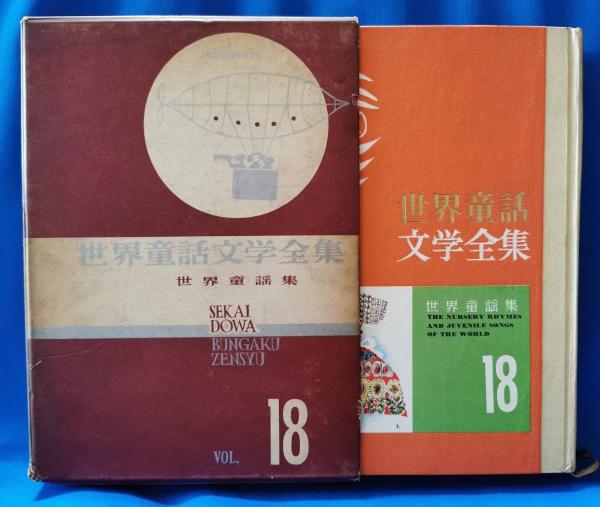 世界童話文学全集
世界童謡集
SEKAI
DOWA
BUNGAKU
ZENSYU
VOL. 18
世界童話
文学全集
世界童謡集
THE NURSERY RHYMES
AND JUVENILE SONGS
OF THE WORLD
18